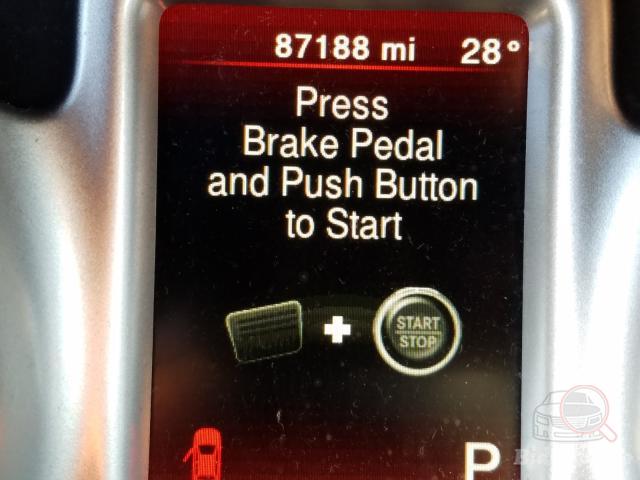 87188 mi 28°
Press
Brake Pedal
and Push Button
to Start
START
STOP
P